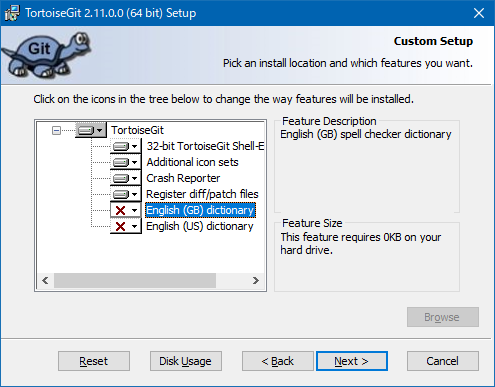 TortoiseGit 2.11.0.0 (64 bit) Setup
Git
Custom Setup
Pick an install location and which features you want.
Click on the icons in the tree below to change the way features will be installed.
TortoiseGit
32-bit TortoiseGit Shell-E
Additional icon sets
Crash Reporter
Register diff/patch files
English (GB) dictionary
English (US) dictionary
Feature Description
English (GB) spell checker dictionary
Feature Size
This feature requires 0KB on your
hard drive.
Browse
Reset
Disk Usage
< Back
Next >
Cancel